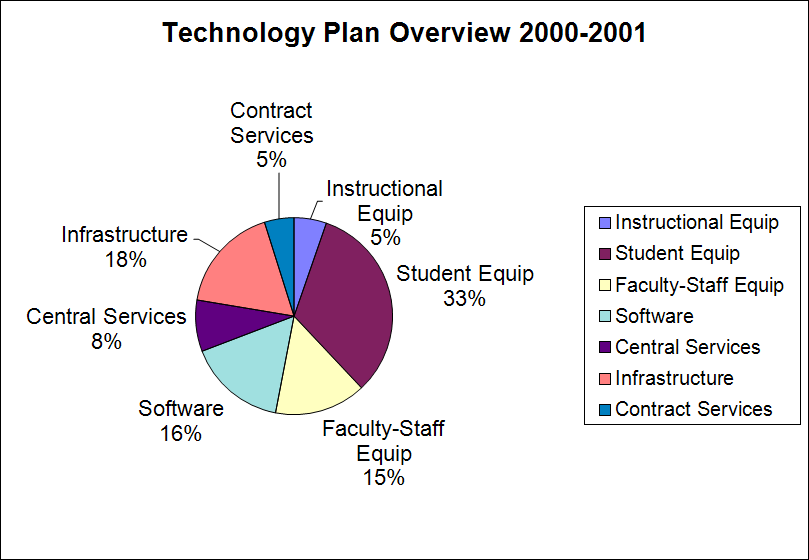 Technology Plan Overview 2000-2001
Contract
Services
5%
Instructional
Equip
5%
Infrastructure
18%
Student Equip
33%
Central Services
8%
Software
16%
Faculty-Staff
Equip
15%
Instructional Equip
Student Equip
Faculty-Staff Equip
Software
Central Services
Infrastructure
Contract Services